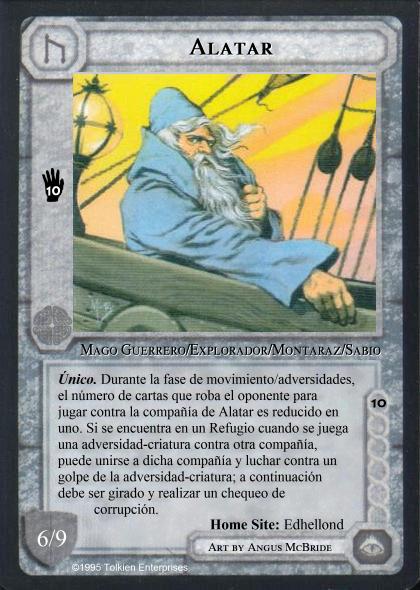 ALATAR
10
MAGO GUERRERO/EXPLORADOR/MONTARAZ/SABIO
Único. Durante la fase de movimiento/adversidades,
el número de cartas que roba el oponente para
jugar contra la compañía de Alatar es reducido en
uno. Si se encuentra en un Refugio cuando se juega
una adversidad-criatura contra otra compañía,
puede unirse a dicha compañía y luchar contra un
golpe de la adversidad-criatura; a continuación
debe ser girado y realizar un chequeo de
corrupción.
10
Home Site: Edhellond
6/9
ART BY ANGUS MCBRIDE
©1995 Tolkien Enterprises